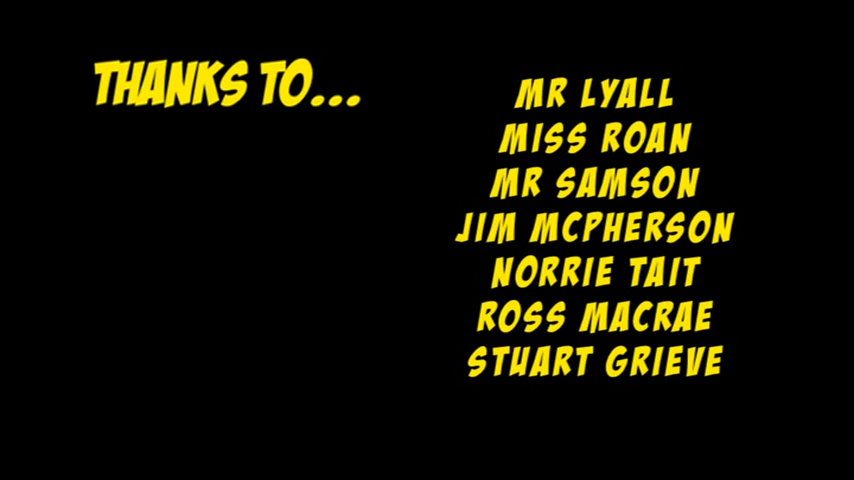 THANKS TO...
MR LYALL
MISS ROAN
MR SAMSON
JIM MCPHERSON
NORRIE TAIT
ROSS MACRAE
STUART GRIEVE